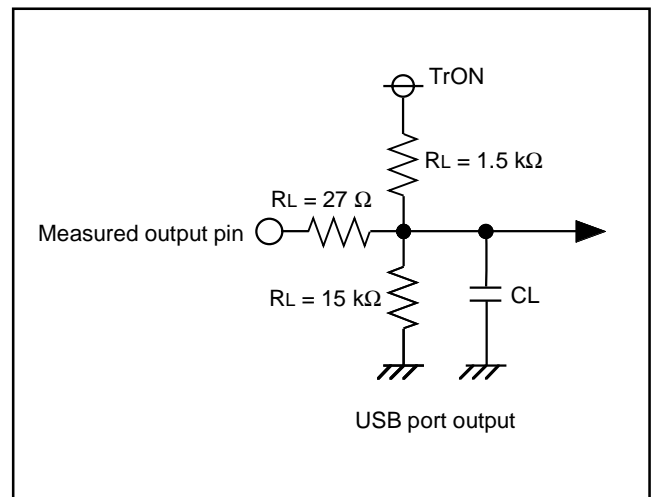 TrON
RL = 1.5 kΩ
RL = 27 Ω
Measured output pin
RL = 15 kΩ
CL
USB port output